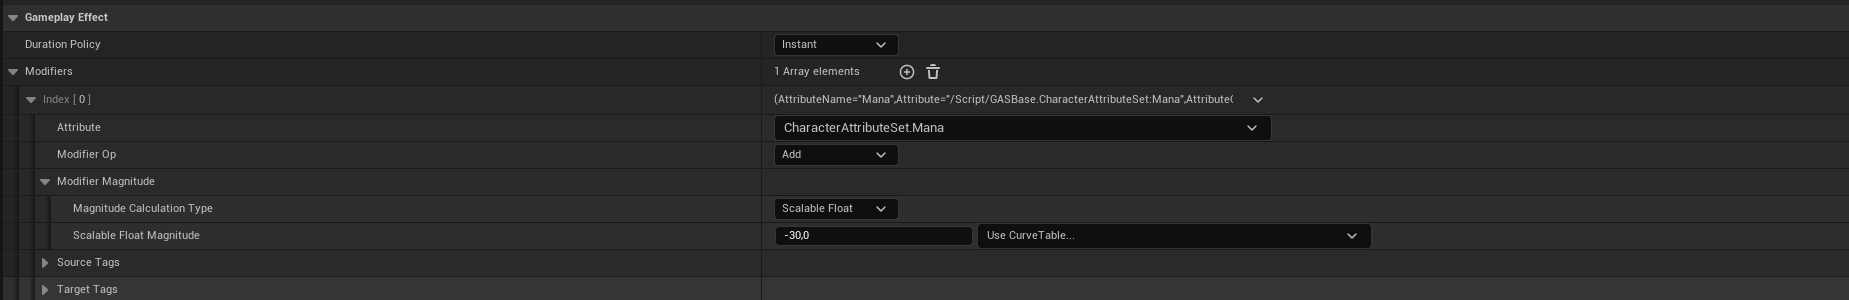 Gameplay Effect
Duration Policy Instant
Modifiers 1 Array elements
Index [ 0 ] (AttributeName="Mana",Attribute="/Script/GASBase.CharacterAttributeSet:Mana",Attribute(
Attribute CharacterAttributeSet.Mana
Modifier Op Add
Modifier Magnitude
Magnitude Calculation Type Scalable Float
Scalable Float Magnitude -30,0 Use CurveTable...
Source Tags
Target Tags